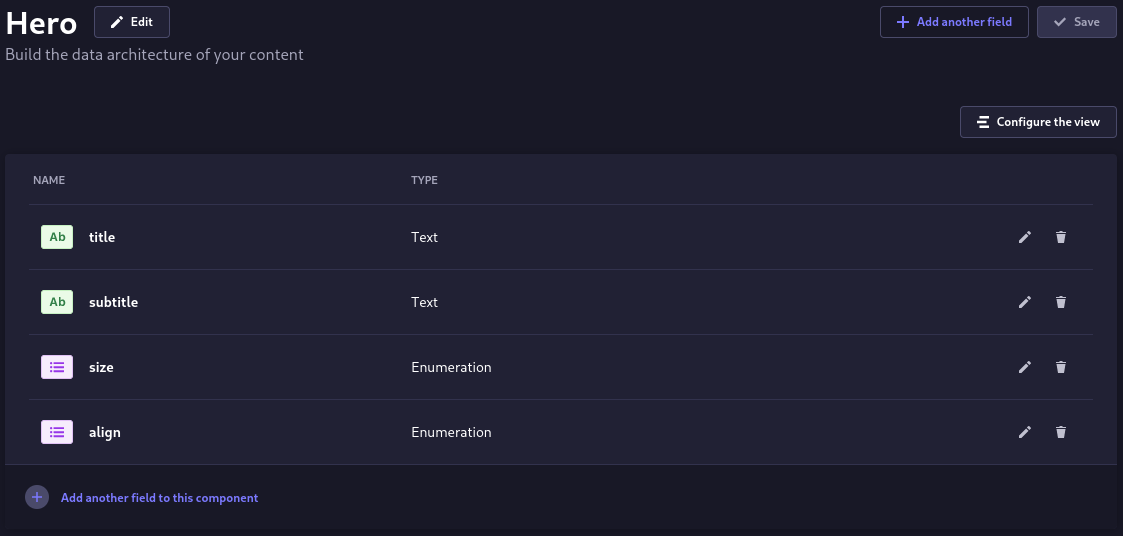 Hero
Edit
Add another field
Save
Build the data architecture of your content
Configure the view
NAME TYPE
Ab title Text
Ab subtitle Text
size Enumeration
align Enumeration
Add another field to this component